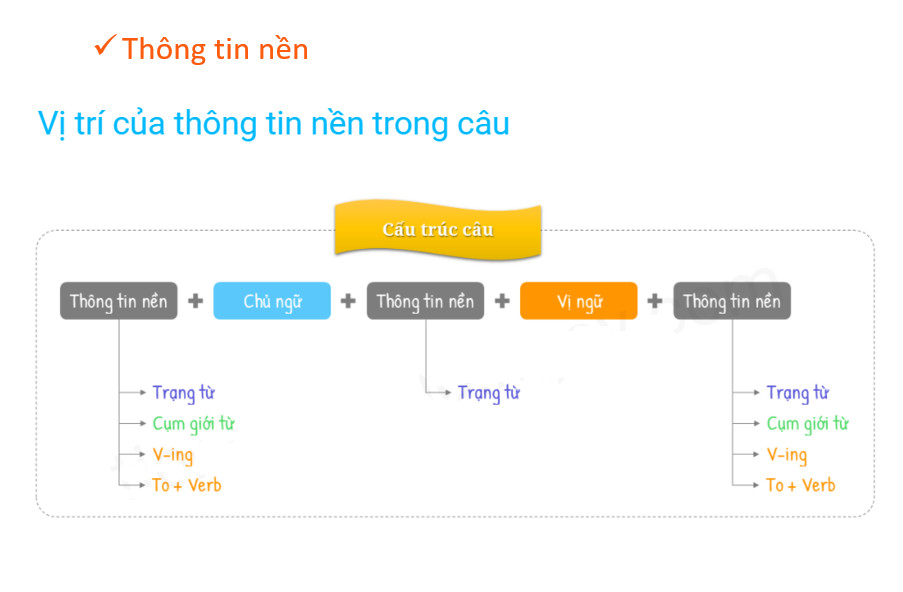 Thông tin nền
Vị trí của thông tin nền trong câu
Cấu trúc câu
Thông tin nền + Chủ ngữ + Thông tin nền + Vị ngữ + Thông tin nền
Trạng từ
Cụm giới từ
V-ing
To + Verb
Trạng từ
Trạng từ
Cụm giới từ
V-ing
To + Verb